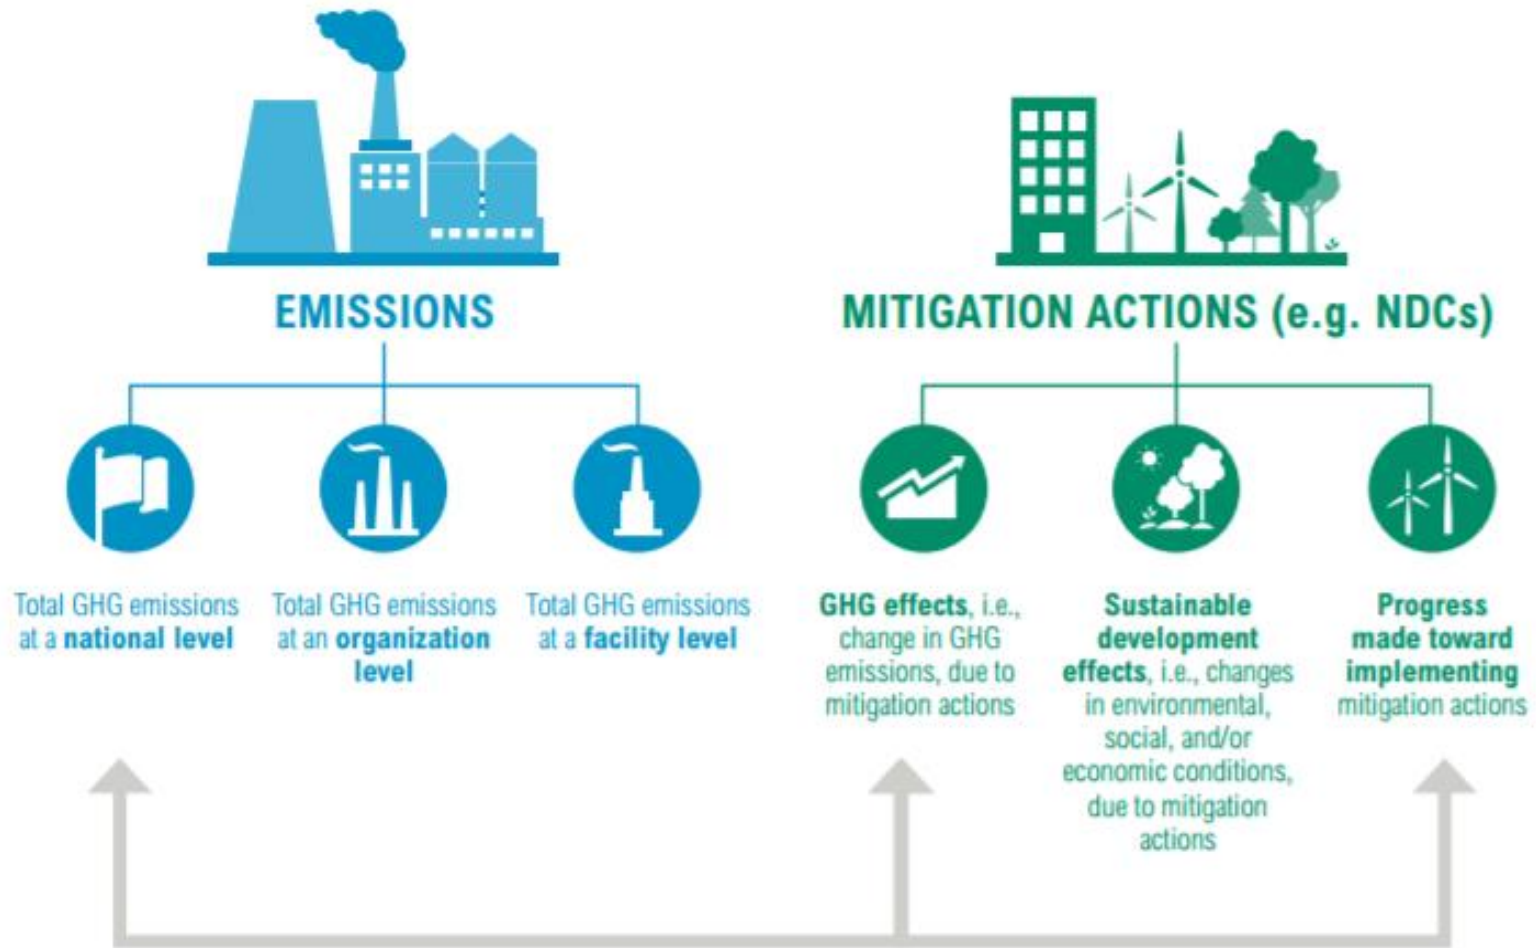 EMISSIONS
Total GHG emissions
at a national level
Total GHG emissions
at an organization
level
Total GHG emissions
at a facility level
MITIGATION ACTIONS (e.g. NDCs)
GHG effects, i.e.,
change in GHG
emissions, due to
mitigation actions
Sustainable
development
effects, i.e., changes
in environmental,
social, and/or
economic conditions,
due to mitigation
actions
Progress
made toward
implementing
mitigation actions